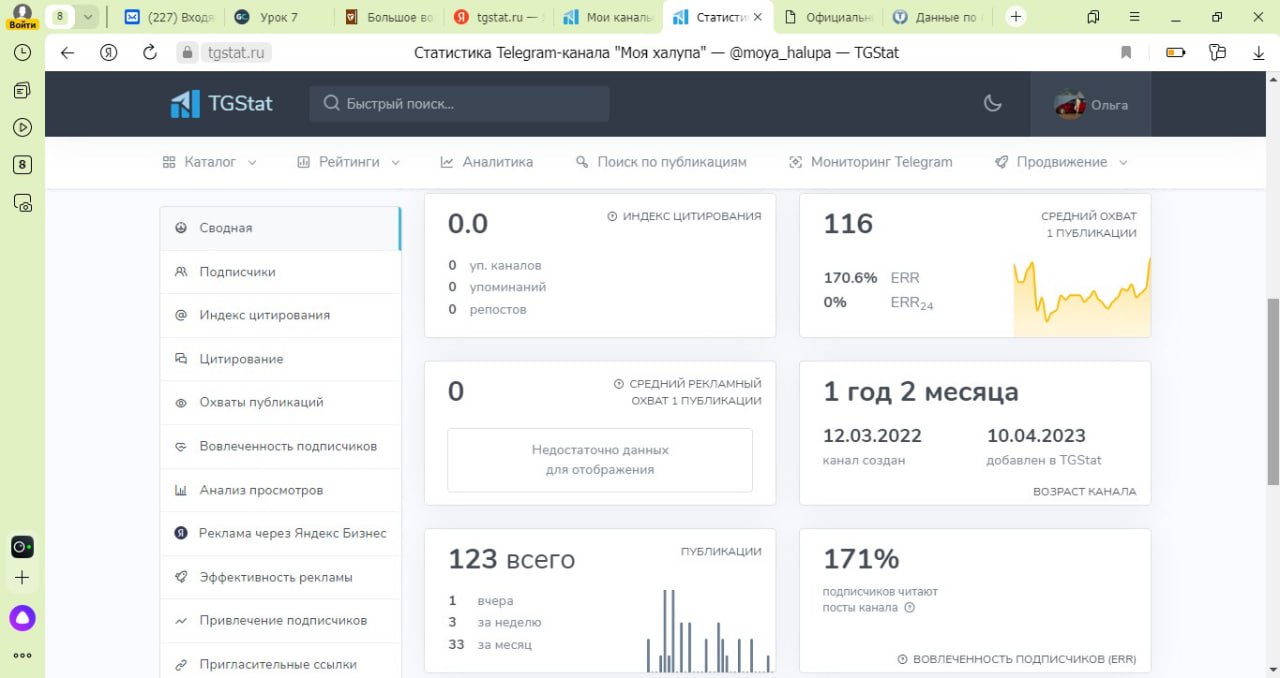 8
(227) Входя
Урок 7
Большое во
tgstat.ru —
Мои каналь
Статисти
Официальн
Данные по
Войти
tgstat.ru
Статистика Telegram-канала "Моя халупа" — @moya_halupa — TGStat
8
TGStat
Быстрый поиск...
Ольга
Каталог
Рейтинги
Аналитика
Поиск по публикациям
Мониторинг Telegram
Продвижение
Сводная
Подписчики
Индекс цитирования
Цитирование
Охваты публикаций
Вовлеченность подписчиков
Анализ просмотров
Реклама через Яндекс Бизнес
Эффективность рекламы
Привлечение подписчиков
Пригласительные ссылки
0.0
ИНДЕКС ЦИТИРОВАНИЯ
0 уп. каналов
0 упоминаний
0 репостов
116
СРЕДНИЙ ОХВАТ
1 ПУБЛИКАЦИИ
170.6% ERR
0% ERR24
0
СРЕДНИЙ РЕКЛАМНЫЙ
ОХВАТ 1 ПУБЛИКАЦИИ
Недостаточно данных
для отображения
1 год 2 месяца
12.03.2022 10.04.2023
канал создан добавлен в TGStat
ВОЗРАСТ КАНАЛА
123 всего
ПУБЛИКАЦИИ
1 вчера
3 за неделю
33 за месяц
171%
подписчиков читают
посты канала
ВОВЛЕЧЕННОСТЬ ПОДПИСЧИКОВ (ERR)